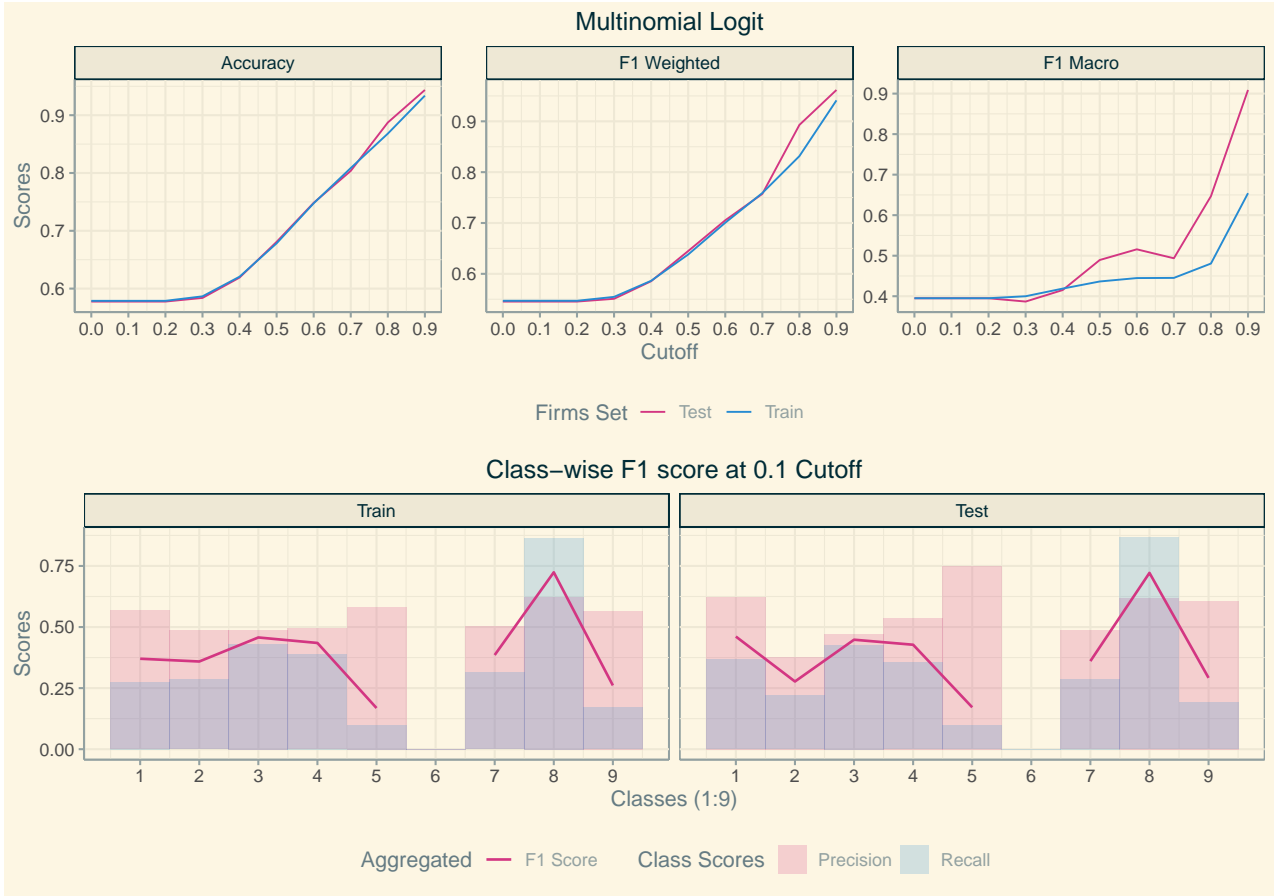 Multinomial Logit
Accuracy F1 Weighted F1 Macro
Scores
0.9
0.8
0.7
0.6
0.9
0.8
0.7
0.6
0.9
0.8
0.7
0.6
0.5
0.4
0.0 0.1 0.2 0.3 0.4 0.5 0.6 0.7 0.8 0.9
0.0 0.1 0.2 0.3 0.4 0.5 0.6 0.7 0.8 0.9
0.0 0.1 0.2 0.3 0.4 0.5 0.6 0.7 0.8 0.9
Cutoff
Firms Set Test Train
Class−wise F1 score at 0.1 Cutoff
Train Test
Scores
0.75
0.50
0.25
0.00
1 2 3 4 5 6 7 8 9
1 2 3 4 5 6 7 8 9
Classes (1:9)
Aggregated F1 Score Class Scores Precision Recall